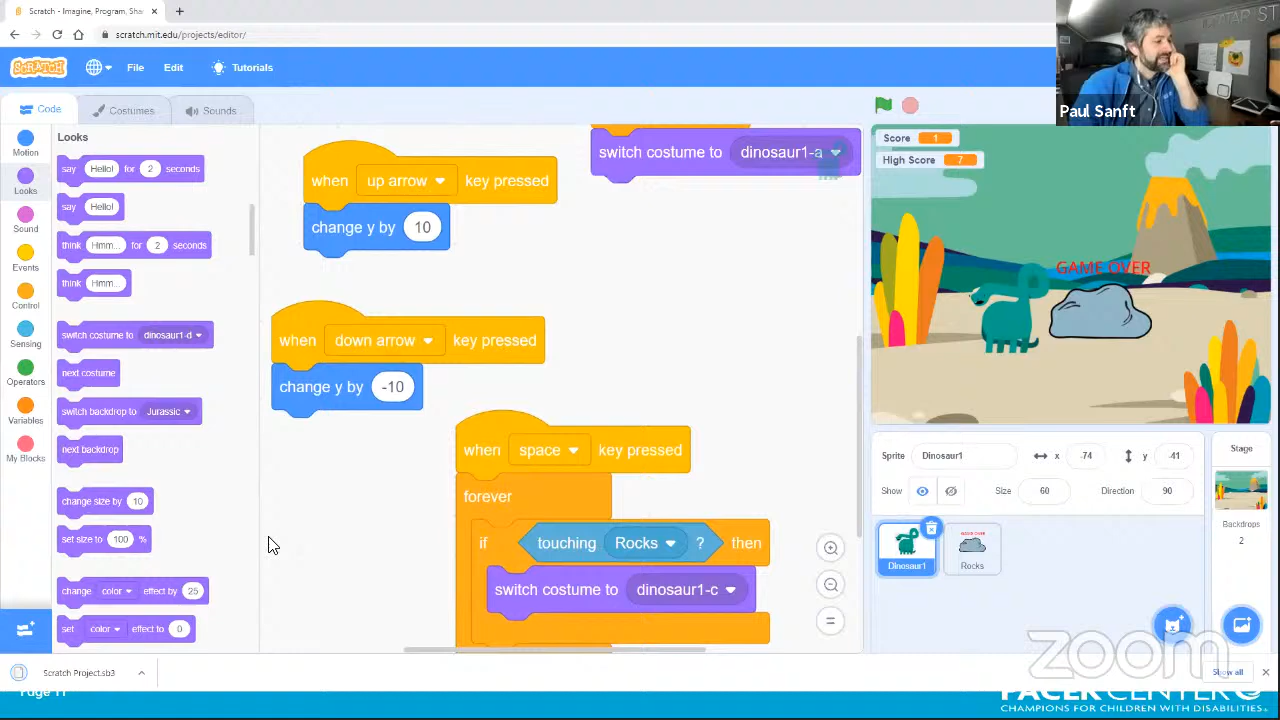 Scratch - Imagine, Program, Sha
scratch.mit.edu/projects/editor/
SCRATCH
File
Edit
Tutorials
Paul Sanft
Code
Costumes
Sounds
Motion
Looks
Sound
Events
Control
Sensing
Operators
Variables
My Blocks
Looks
say Hello! for 2 seconds
say Hello!
think Hmm... for 2 seconds
think Hmm...
switch costume to dinosaur1-d
next costume
switch backdrop to Jurassic
next backdrop
change size by 10
set size to 100 %
change color effect by 25
set color effect to 0
when up arrow key pressed
change y by 10
switch costume to dinosaur1-a
when down arrow key pressed
change y by -10
when space key pressed
forever
if touching Rocks ? then
switch costume to dinosaur1-c
Score 1
High Score 7
GAME OVER
Sprite Dinosaur1 x -74 y -41
Show Size 60 Direction 90
Dinosaur1
Rocks
Stage
Backdrops
2
Scratch Project.sb3
Show all
zoom
Page 11
PACER CENTER
CHAMPIONS FOR CHILDREN WITH DISABILITIES